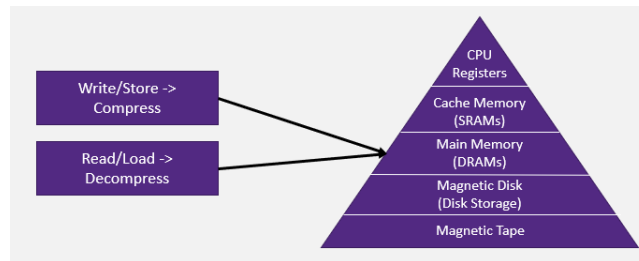 Write/Store ->
Compress
Read/Load ->
Decompress
CPU
Registers
Cache Memory
(SRAMs)
Main Memory
(DRAMs)
Magnetic Disk
(Disk Storage)
Magnetic Tape